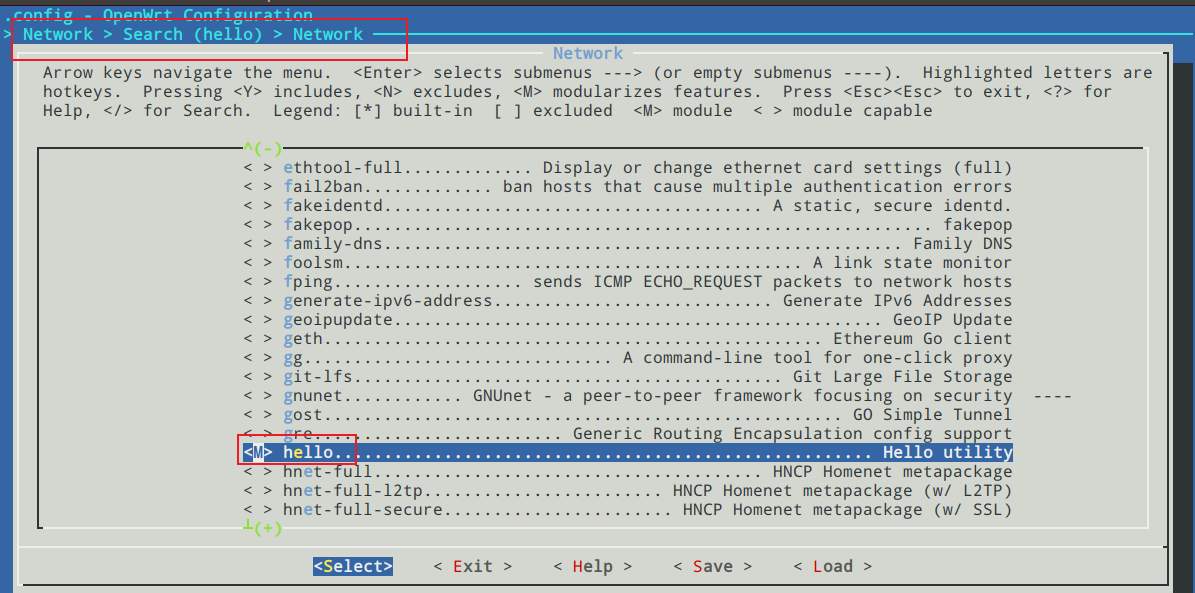 .config - OpenWrt Configuration
> Network > Search (hello) > Network
Network
Arrow keys navigate the menu.  <Enter> selects submenus ---> (or empty submenus ----).  Highlighted letters are
hotkeys.  Pressing <Y> includes, <N> excludes, <M> modularizes features.  Press <Esc><Esc> to exit, <?> for
Help, </> for Search.  Legend: [*] built-in  [ ] excluded  <M> module  < > module capable
^(-)
< > ethtool-full............. Display or change ethernet card settings (full)
< > fail2ban............. ban hosts that cause multiple authentication errors
< > fakeidentd...................................... A static, secure identd.
< > fakepop.......................................................... fakepop
< > family-dns.................................................... Family DNS
< > foolsm.............................................. A link state monitor
< > fping................... sends ICMP ECHO_REQUEST packets to network hosts
< > generate-ipv6-address............................ Generate IPv6 Addresses
< > geoipupdate................................................. GeoIP Update
< > geth.................................................. Ethereum Go client
< > gg............................... A command-line tool for one-click proxy
< > git-lfs........................................... Git Large File Storage
< > gnunet............ GNUnet - a peer-to-peer framework focusing on security  ----
< > gost.................................................... GO Simple Tunnel
< > gre......................... Generic Routing Encapsulation config support
<M> hello...................................................... Hello utility
< > hnet-full....................................... HNCP Homenet metapackage
< > hnet-full-l2tp........................ HNCP Homenet metapackage (w/ L2TP)
< > hnet-full-secure....................... HNCP Homenet metapackage (w/ SSL)
(+)
<Select>    < Exit >    < Help >    < Save >    < Load >